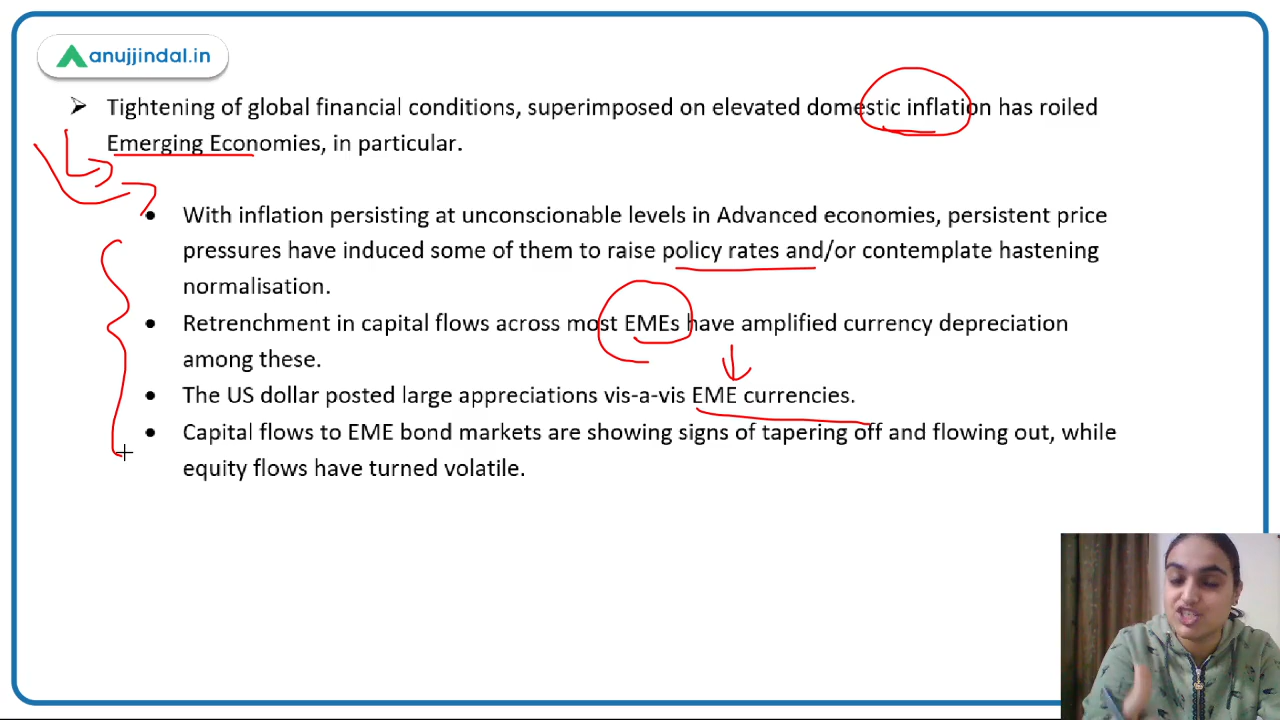 anujjindal.in
➤ Tightening of global financial conditions, superimposed on elevated domestic inflation has roiled
Emerging Economies, in particular.
• With inflation persisting at unconscionable levels in Advanced economies, persistent price
pressures have induced some of them to raise policy rates and/or contemplate hastening
normalisation.
• Retrenchment in capital flows across most EMEs have amplified currency depreciation
among these.
• The US dollar posted large appreciations vis-a-vis EME currencies.
• Capital flows to EME bond markets are showing signs of tapering off and flowing out, while
equity flows have turned volatile.